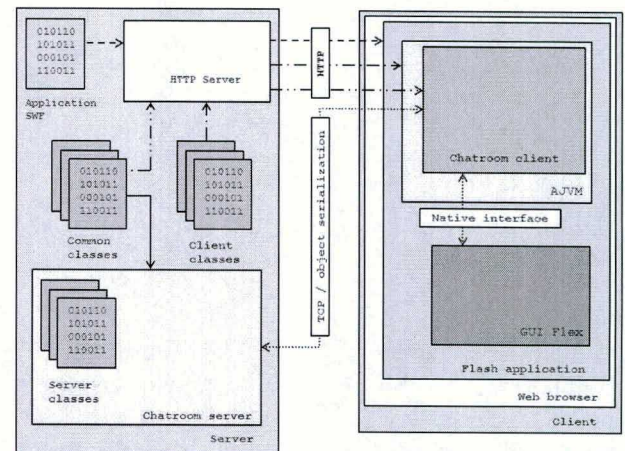 010110
101011
000101
110011
Application
SWF
HTTP Server
HTTP
010110
101011
000101
110011
Common
classes
010110
101011
000101
110011
Client
classes
TCP / object serialization
010110
101011
000101
110011
Server
classes
Chatroom server
Server
Chatroom client
AJVM
Native interface
GUI Flex
Flash application
Web browser
Client